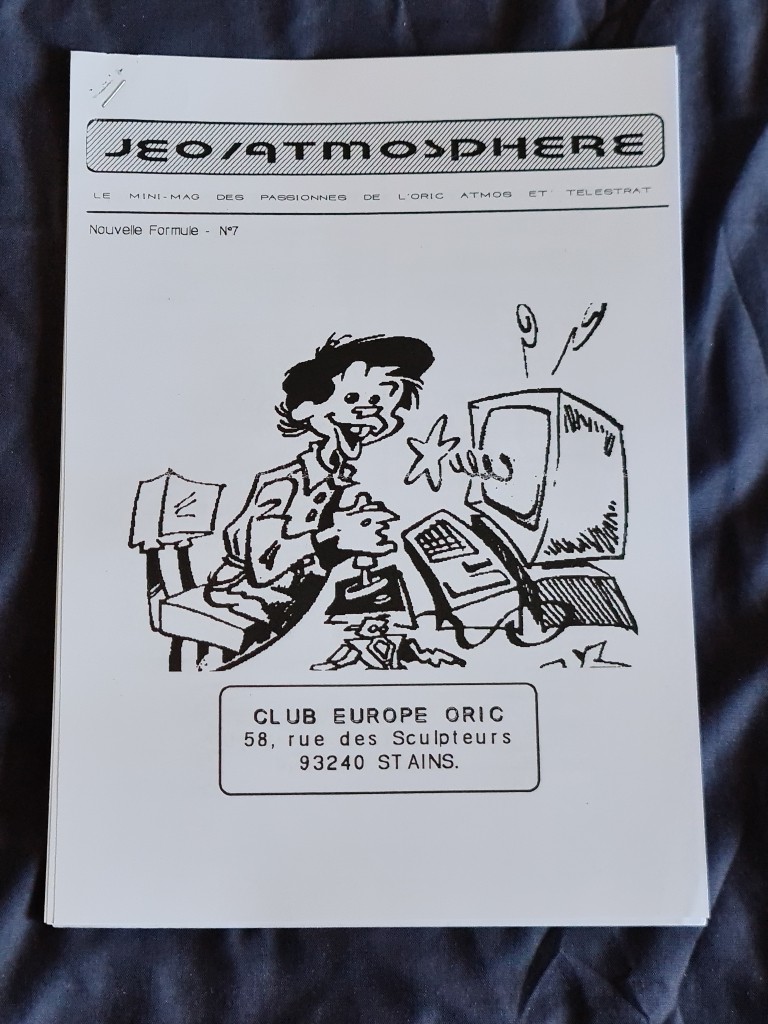 JEO/ATMOSPHERE
LE MINI-MAG DES PASSIONNES DE L'ORIC ATMOS ET TELESTRAT
Nouvelle Formule - N°7
CLUB EUROPE ORIC
58, rue des Sculpteurs
93240 STAINS.